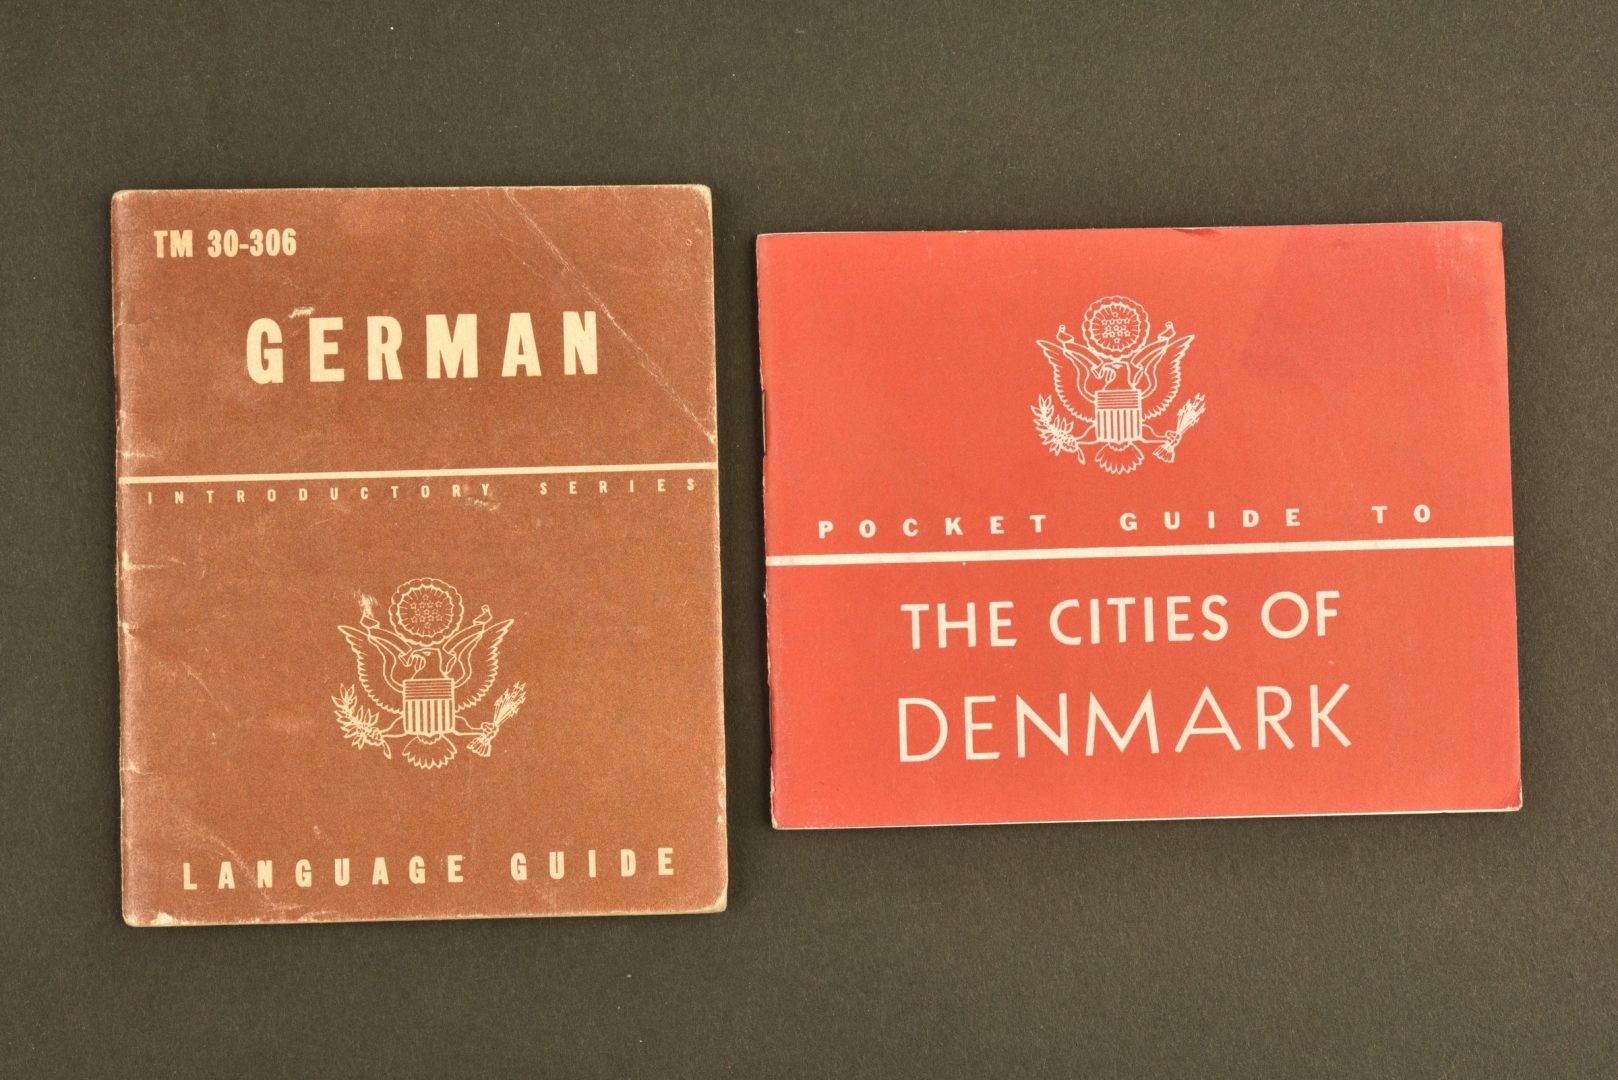 TM 30-306
GERMAN
INTRODUCTORY SERIES
LANGUAGE GUIDE
POCKET GUIDE TO
THE CITIES OF
DENMARK